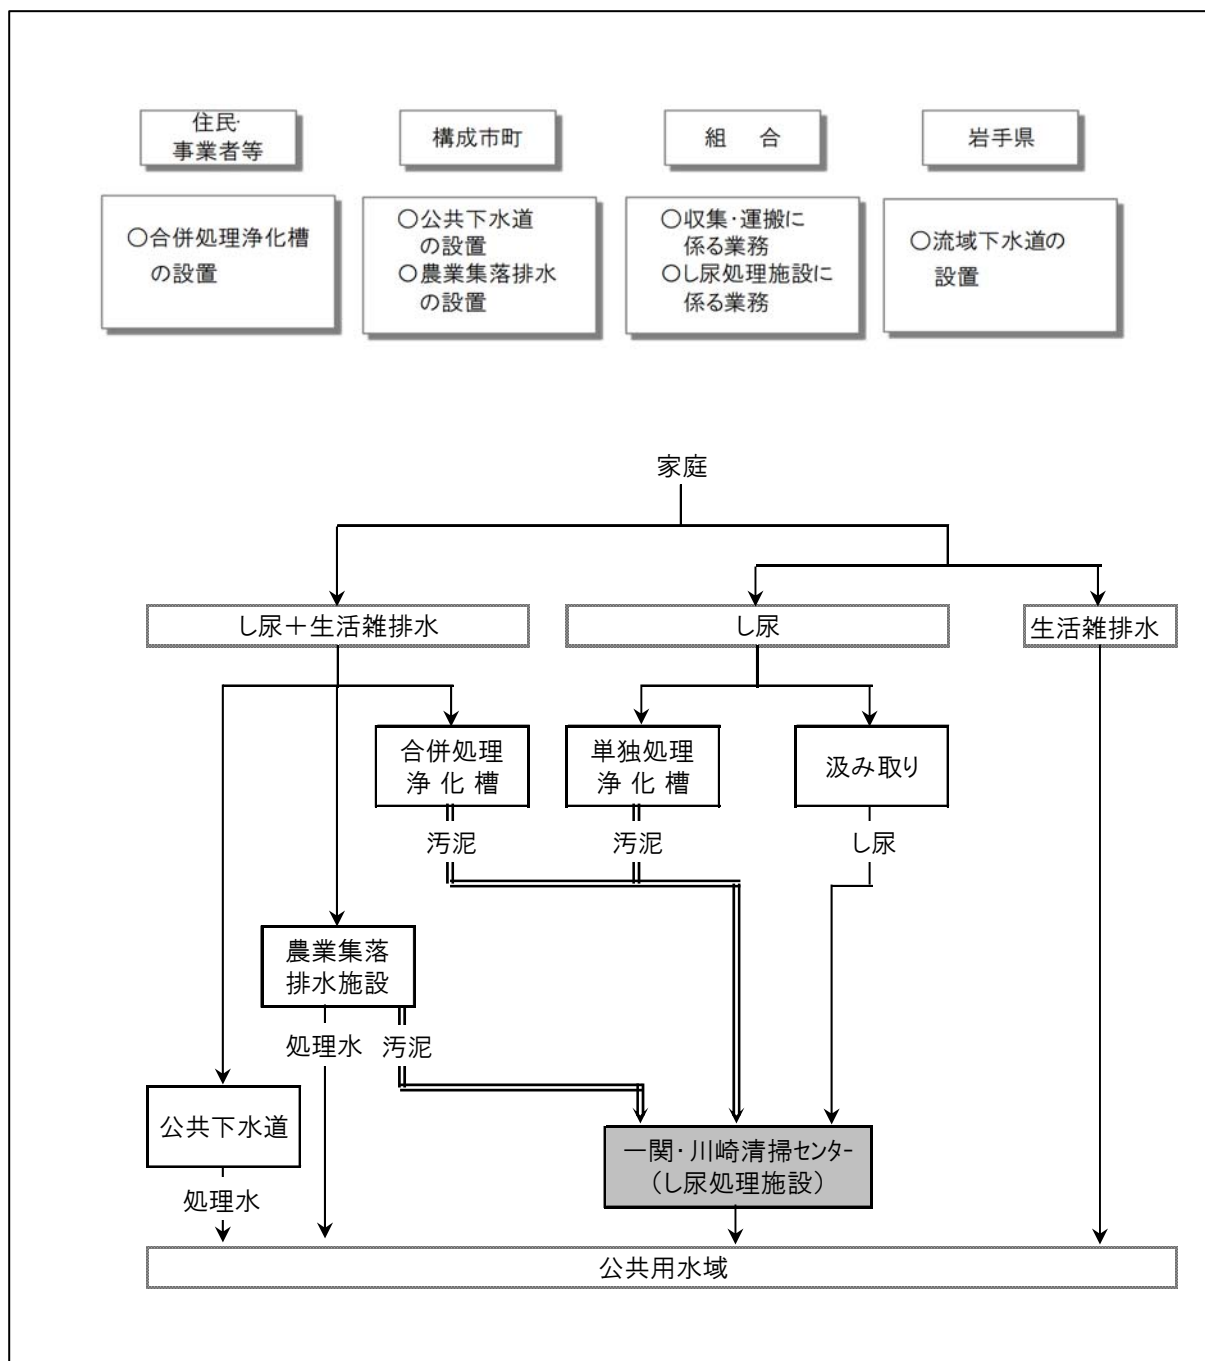 住民・
事業者等
構成市町
組　合
岩手県
○合併処理浄化槽
の設置
○公共下水道
の設置
○農業集落排水
の設置
○収集・運搬に
係る業務
○し尿処理施設に
係る業務
○流域下水道の
設置
家庭
し尿＋生活雑排水
し尿
生活雑排水
合併処理
浄 化 槽
単独処理
浄 化 槽
汲み取り
汚泥
汚泥
し尿
農業集落
排水施設
処理水
汚泥
公共下水道
処理水
一関・川崎清掃センター
（し尿処理施設）
公共用水域